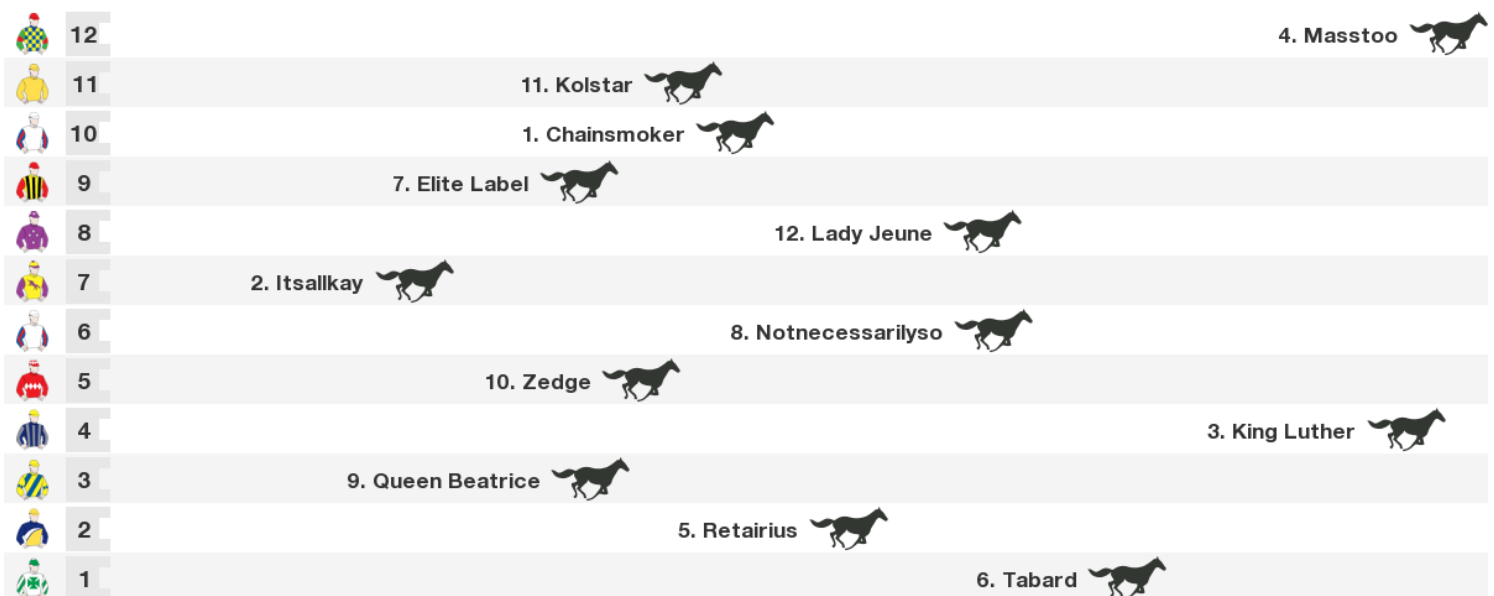 12 4. Masstoo
11 11. Kolstar
10 1. Chainsmoker
9 7. Elite Label
8 12. Lady Jeune
7 2. Itsallkay
6 8. Notnecessarilyso
5 10. Zedge
4 3. King Luther
3 9. Queen Beatrice
2 5. Retairius
1 6. Tabard